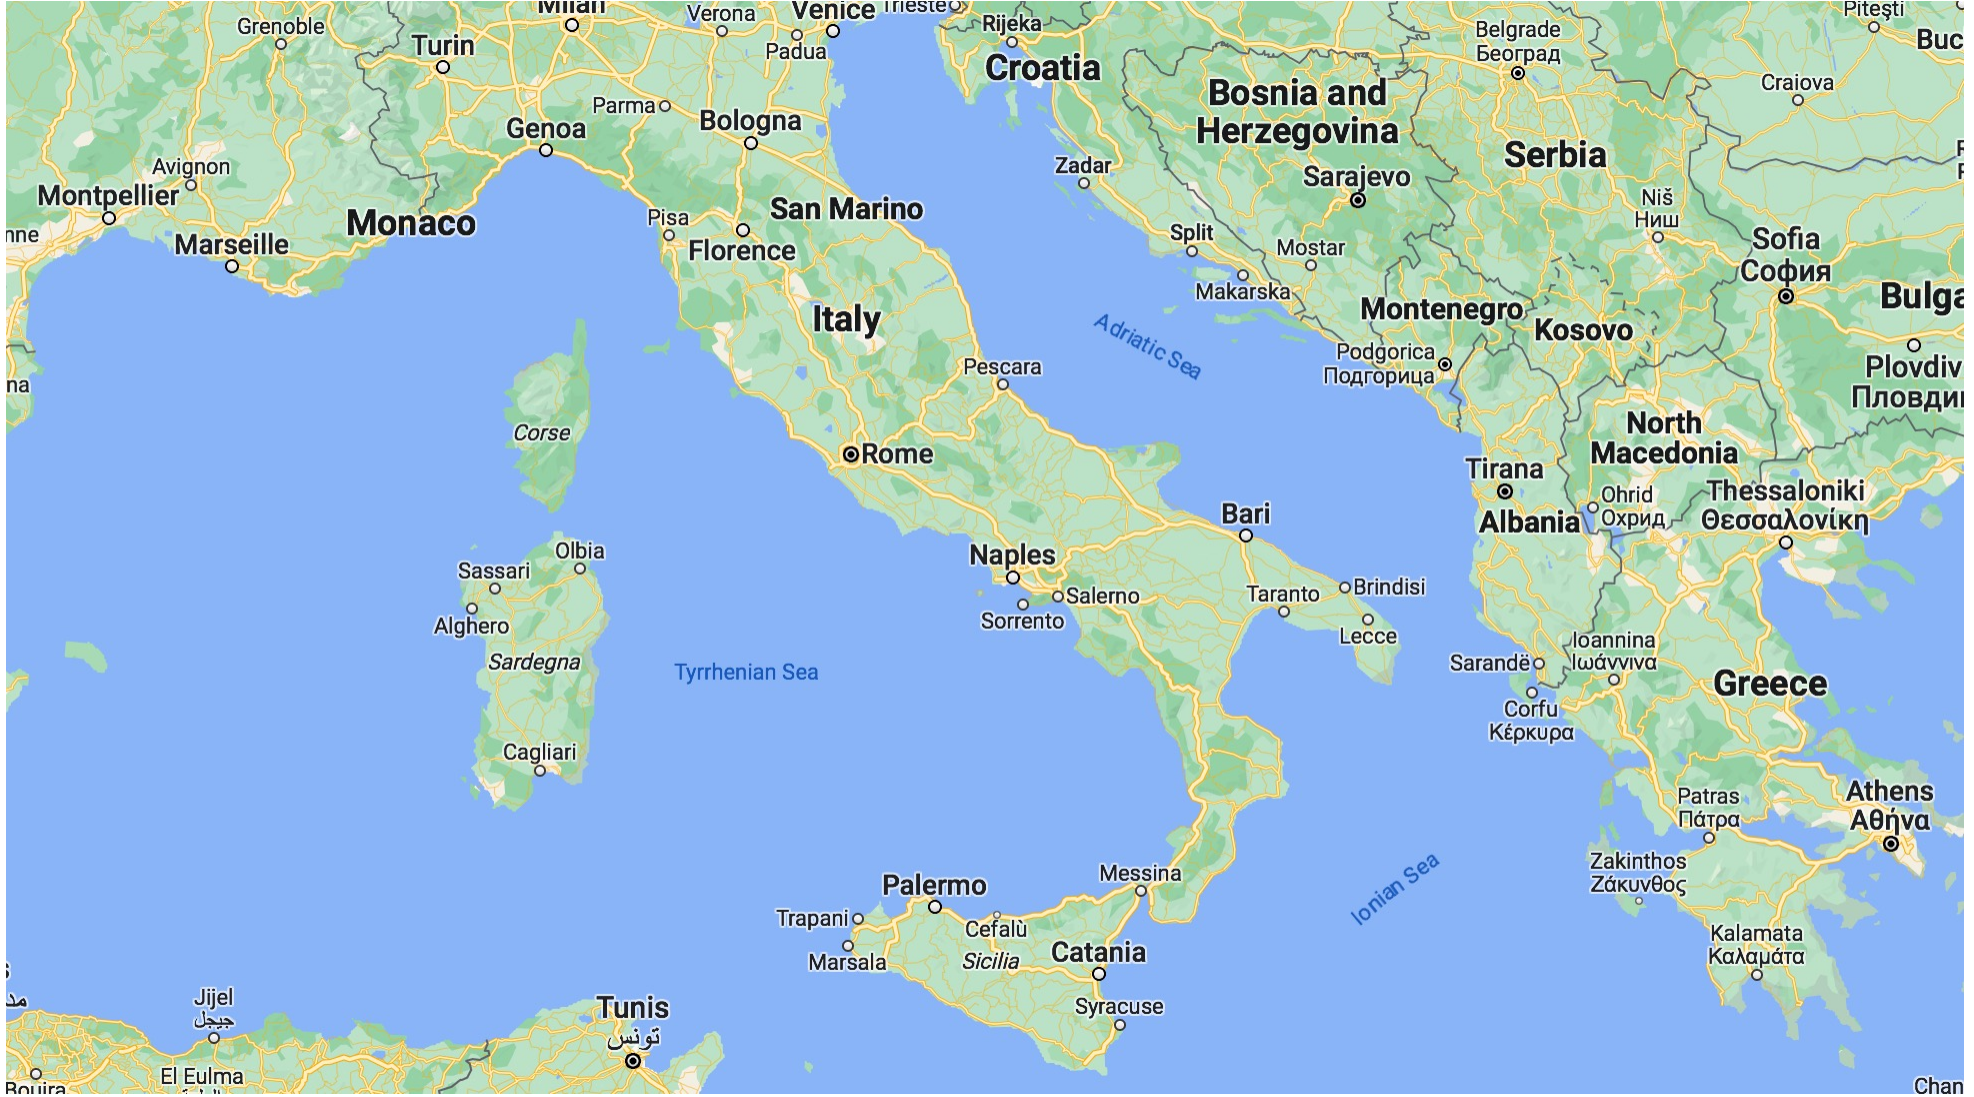 Milan
Verona
Venice
Trieste
Grenoble
Turin
Padua
Rijeka
Croatia
Belgrade
Београд
Pitești
Parma
Genoa
Bologna
Bosnia and
Herzegovina
Craiova
Serbia
Avignon
Montpellier
Monaco
Marseille
Pisa
Florence
San Marino
Zadar
Sarajevo
Split
Mostar
Makarska
Niš
Ниш
Sofia
София
Italy
Adriatic Sea
Montenegro
Kosovo
Podgorica
Подгорица
Plovdiv
Pescara
Corse
Rome
North
Macedonia
Tirana
Albania
Ohrid
Охрид
Thessaloniki
Θεσσαλονίκη
Bari
Naples
Olbia
Sassari
Alghero
Sardegna
Salerno
Sorrento
Taranto
Brindisi
Lecce
Tyrrhenian Sea
Sarandë
Ioannina
Ιωάννινα
Greece
Corfu
Κέρκυρα
Cagliari
Patras
Πάτρα
Athens
Αθήνα
Zakinthos
Ζάκυνθος
Ionian Sea
Messina
Palermo
Trapani
Cefalù
Marsala
Sicilia
Catania
Kalamata
Καλαμάτα
Syracuse
Jijel
جيجل
Tunis
تونس
El Eulma
Bouira